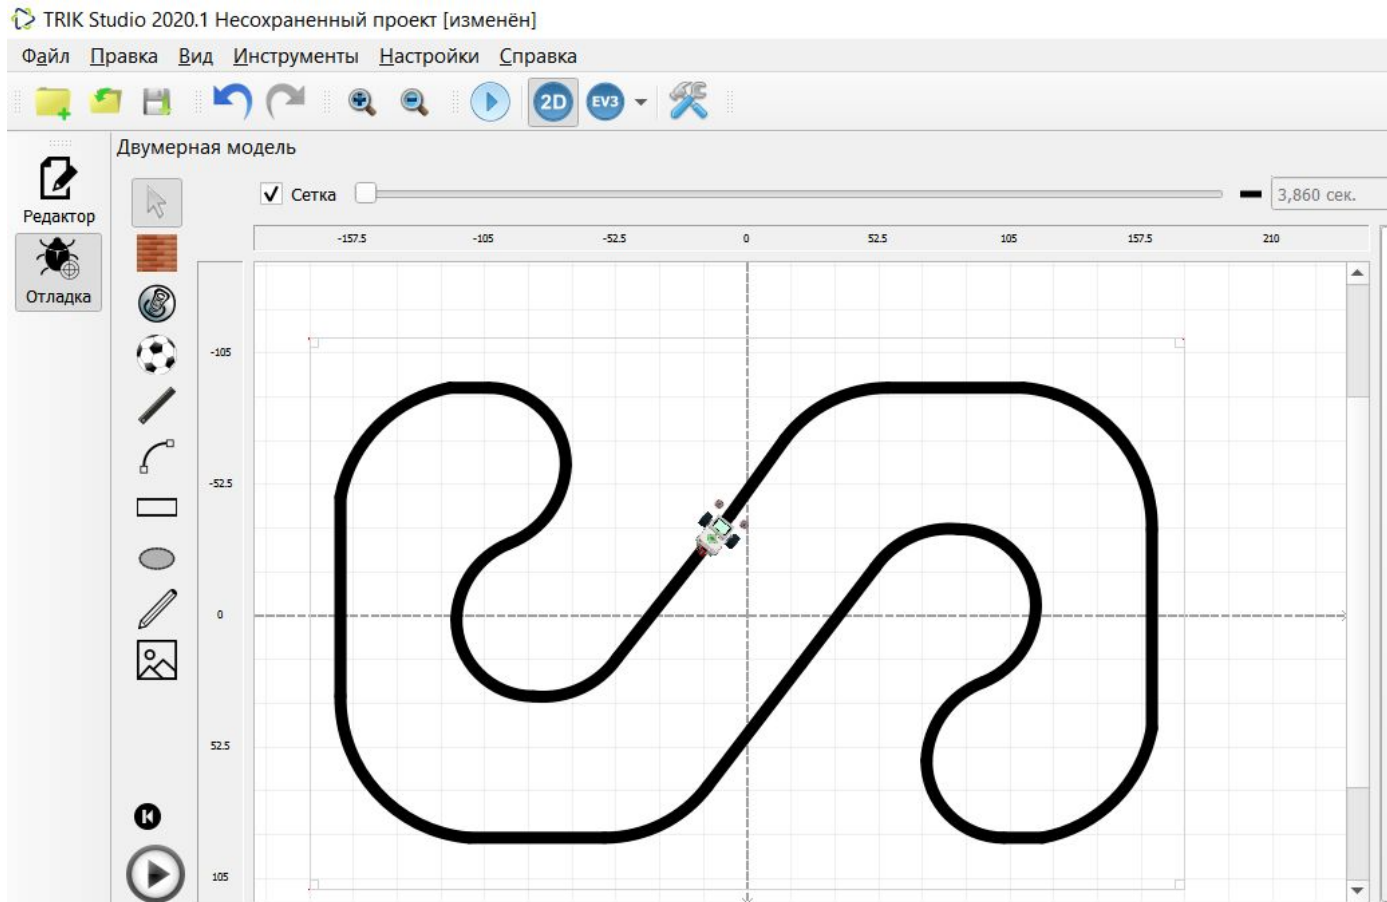 TRIK Studio 2020.1 Несохраненный проект [изменён]
Файл Правка Вид Инструменты Настройки Справка
2D EV3
Двумерная модель
Редактор
Отладка
Сетка
3,860 сек.
-157.5 -105 -52.5 0 52.5 105 157.5 210
-105
-52.5
0
52.5
105